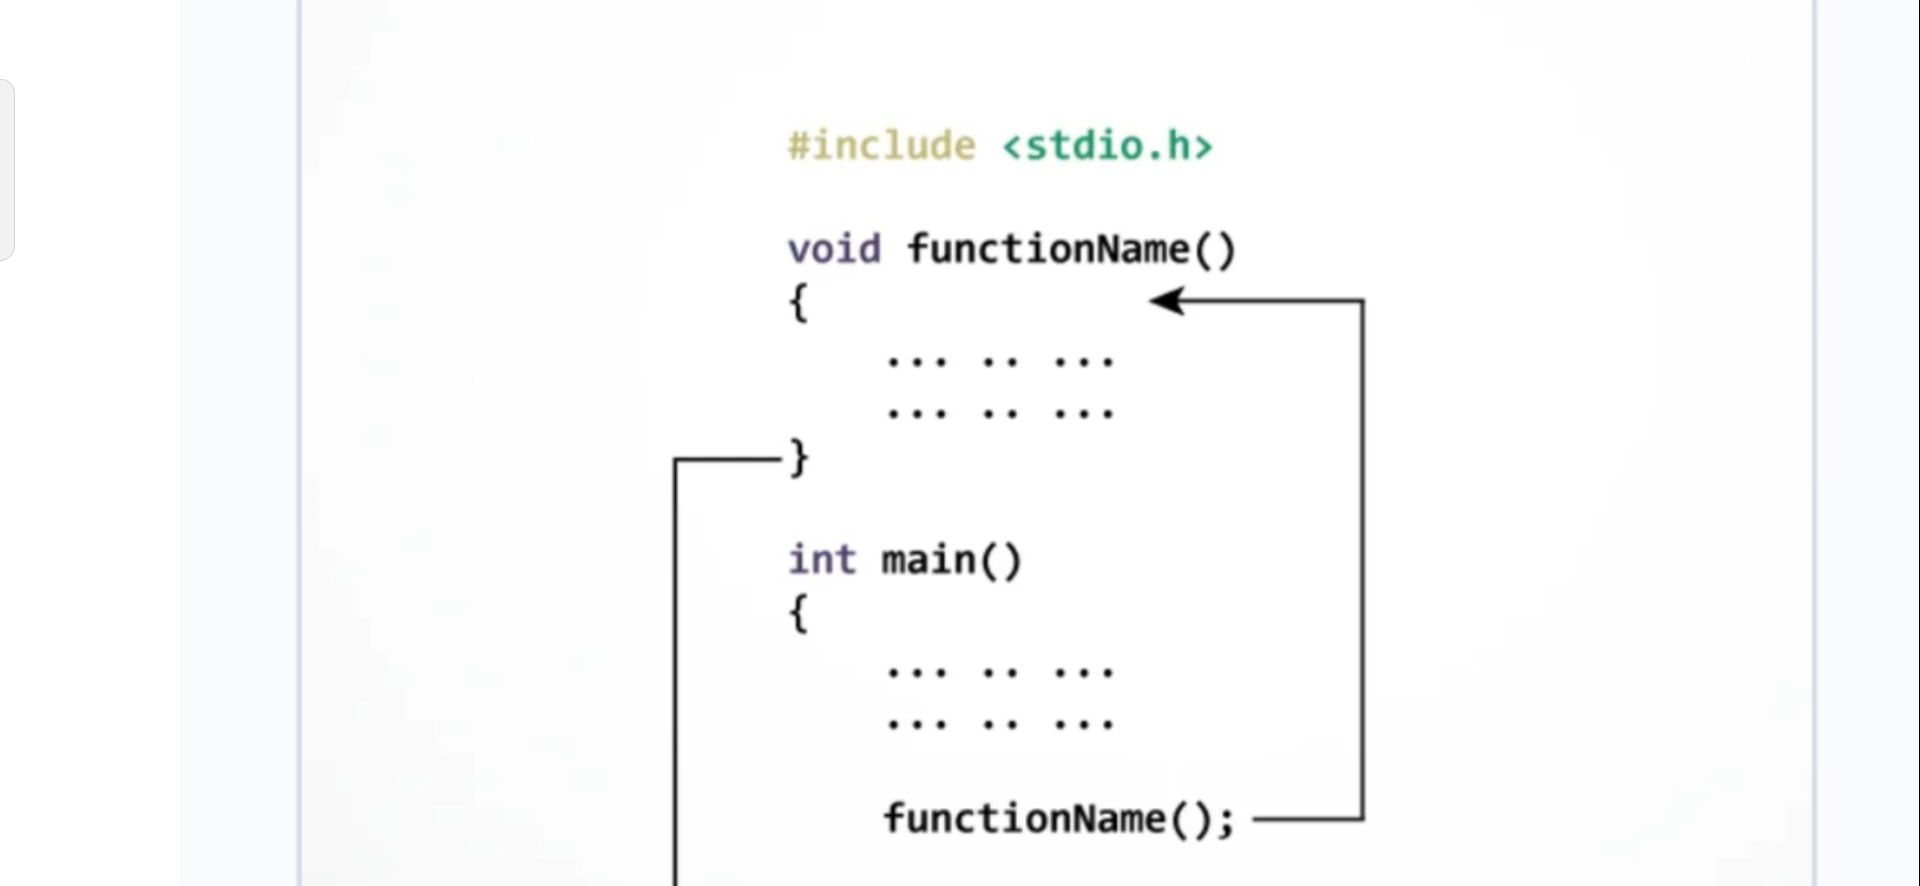 #include <stdio.h>
void functionName()
{
... .. ...
... .. ...
}
int main()
{
... .. ...
... .. ...
functionName();